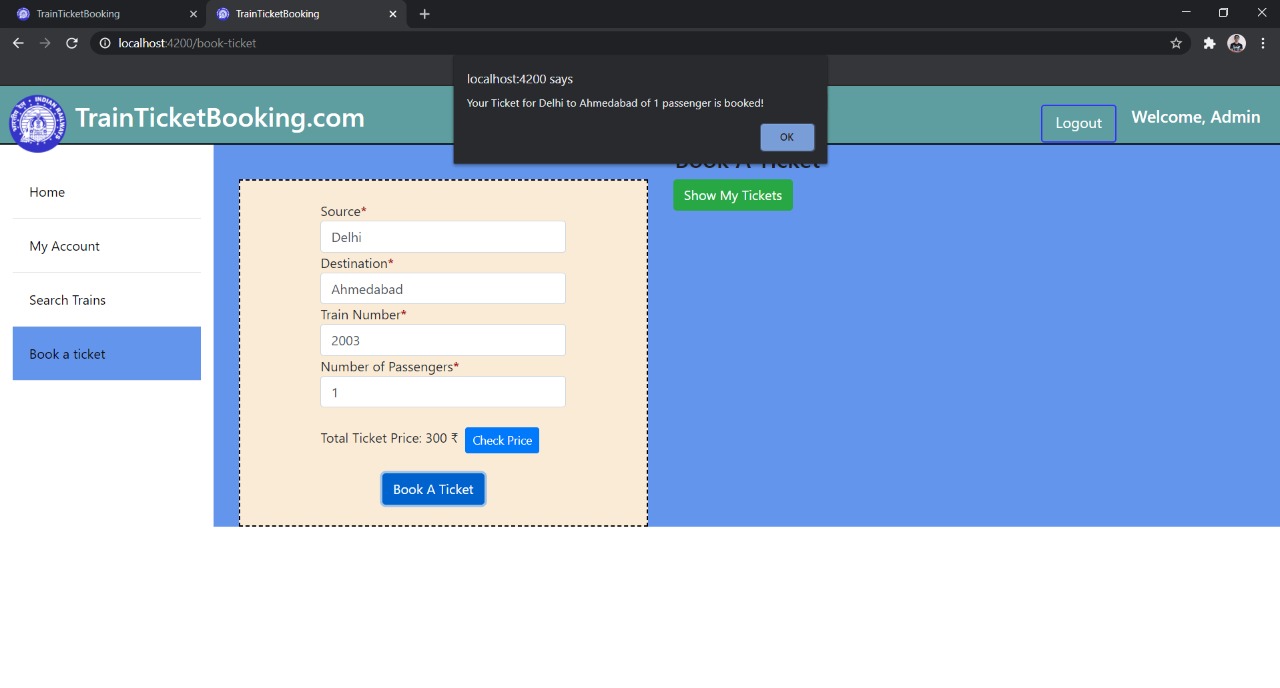 TrainTicketBooking
TrainTicketBooking
localhost:4200/book-ticket
localhost:4200 says
Your Ticket for Delhi to Ahmedabad of 1 passenger is booked!
OK
TrainTicketBooking.com
Logout
Welcome, Admin
Home
My Account
Search Trains
Book a ticket
Book A Ticket
Show My Tickets
Source*
Delhi
Destination*
Ahmedabad
Train Number*
2003
Number of Passengers*
1
Total Ticket Price: 300 ₹ Check Price
Book A Ticket